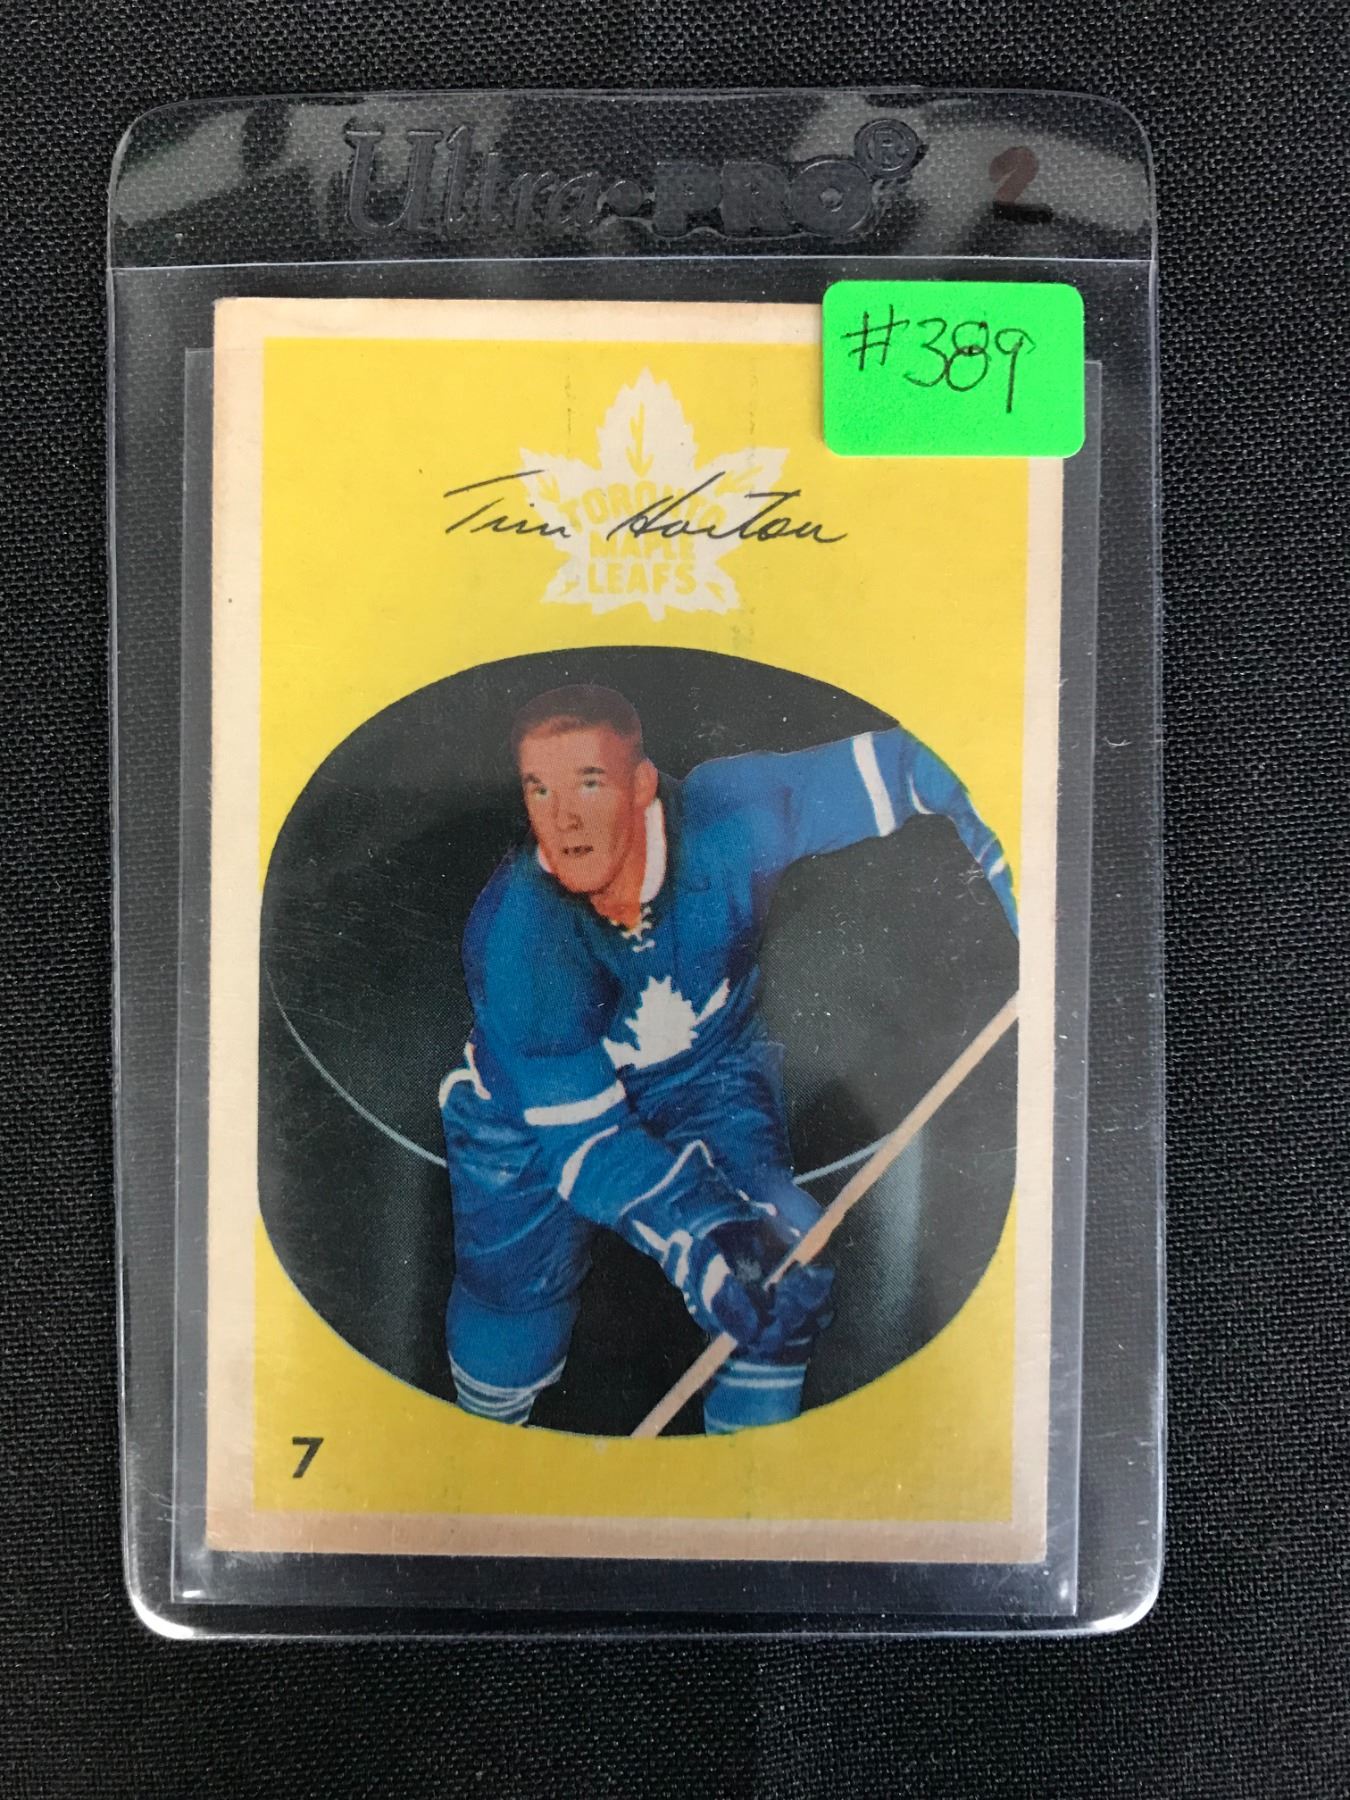 Ultra•PRO®
2
#389
Tim Horton
TORONTO
MAPLE
LEAFS
7